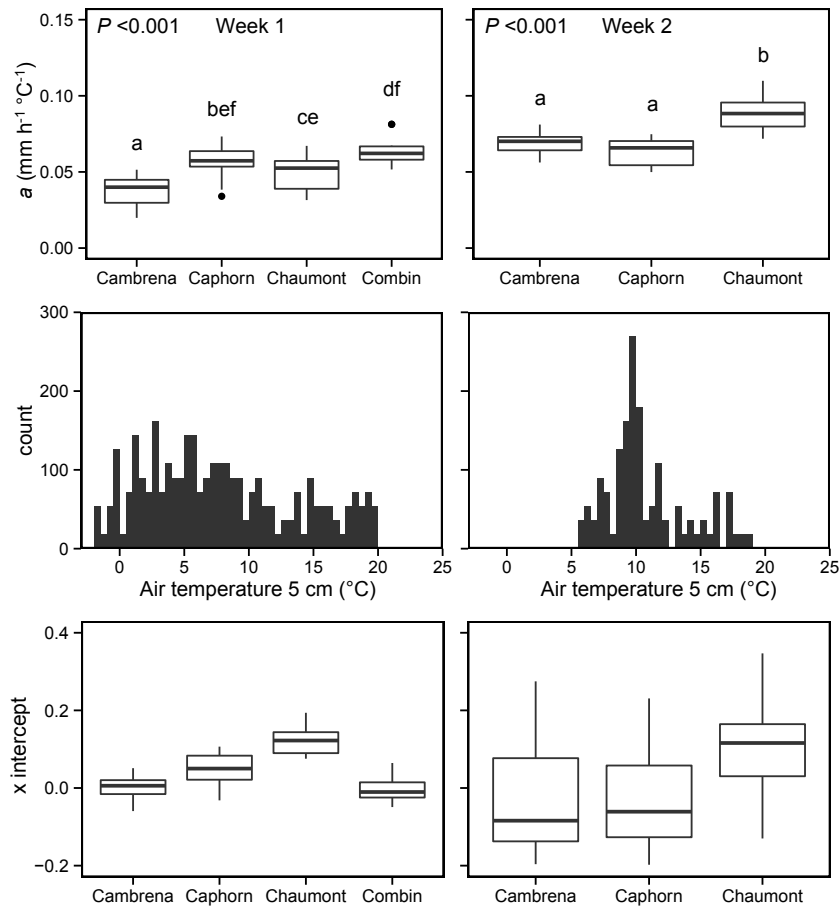 P <0.001 Week 1
P <0.001 Week 2
a (mm h⁻¹ °C⁻¹)
0.15
0.10
0.05
0.00
a
bef
ce
df
a
a
b
Cambrena Caphorn Chaumont Combin
Cambrena Caphorn Chaumont
count
300
200
100
0
0 5 10 15 20 25
0 5 10 15 20 25
Air temperature 5 cm (°C)
Air temperature 5 cm (°C)
x intercept
0.4
0.2
0.0
−0.2
Cambrena Caphorn Chaumont Combin
Cambrena Caphorn Chaumont